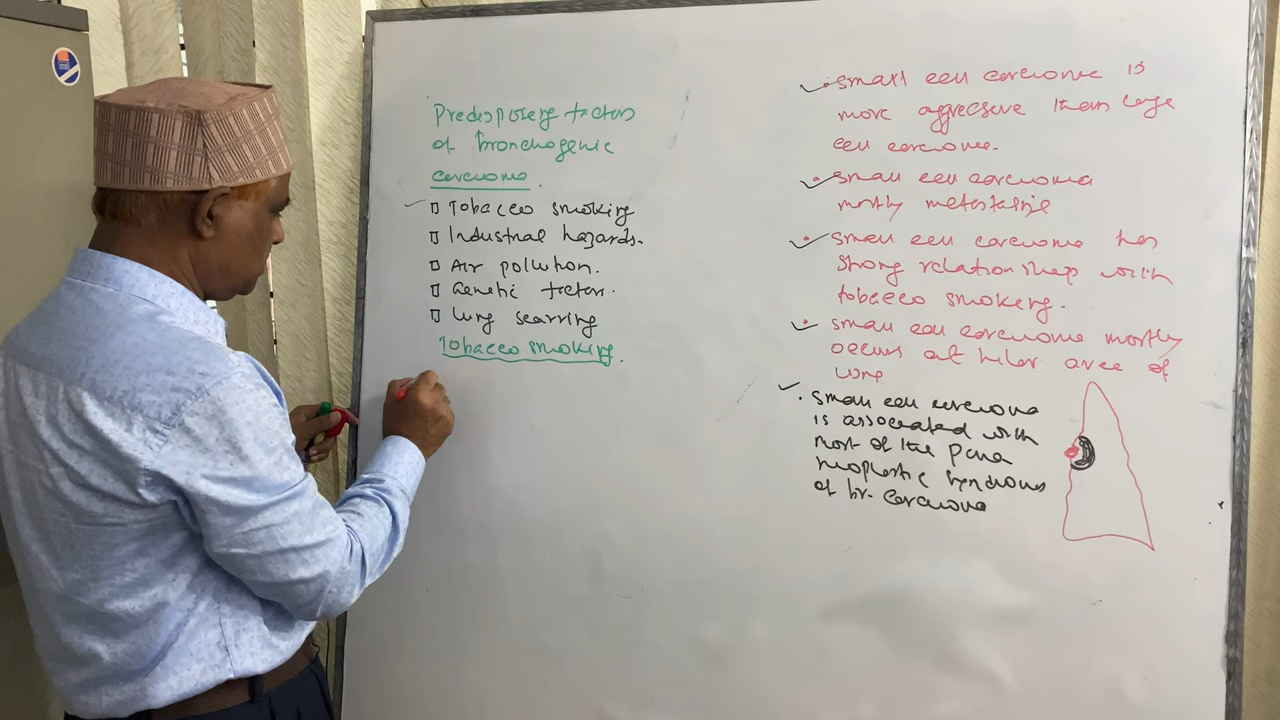 Predisposing factors
of bronchogenic
carcinoma.
Tobacco smoking
Industrial hazards.
Air pollution.
Genetic factors.
Lung scarring
Tobacco smoking.
small cell carcinoma is
more aggressive than large
cell carcinoma.
small cell carcinoma
mostly metastasize
small cell carcinoma has
strong relationship with
tobacco smoking.
small cell carcinoma mostly
occurs at hilar area of
lung
small cell carcinoma
is associated with
most of the para
neoplastic syndromes
of br. carcinoma